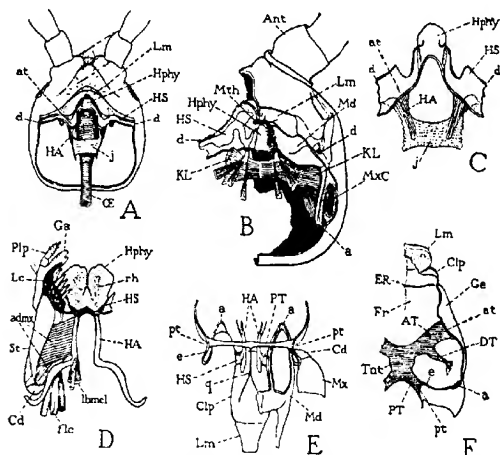 Lm
Hphy
at
HS
d
d
HA
j
Œ
A
Ant
Mth
Lm
Hphy
Md
HS
d
d
KL
KL
MxC
a
B
Hphy
at
HS
d
d
HA
j
C
Ga
Plp
Hphy
Lc
rh
HS
admx
HA
St
lbmcl
Cd
flc
D
HA
PT
a
a
pt
pt
e
Cd
HS
Mx
q
Clp
Md
Lm
E
Lm
Clp
ER
Ge
Fr
at
AT
DT
Tnt
e
a
PT
pt
F